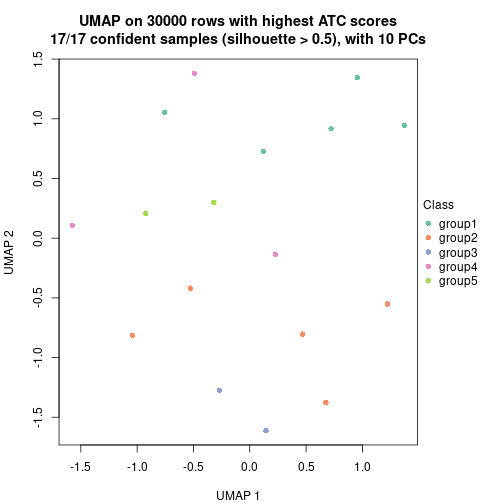 UMAP on 30000 rows with highest ATC scores
17/17 confident samples (silhouette > 0.5), with 10 PCs
1.5
1.0
0.5
0.0
-0.5
-1.0
-1.5
UMAP 2
-1.5
-1.0
-0.5
0.0
0.5
1.0
UMAP 1
Class
group1
group2
group3
group4
group5